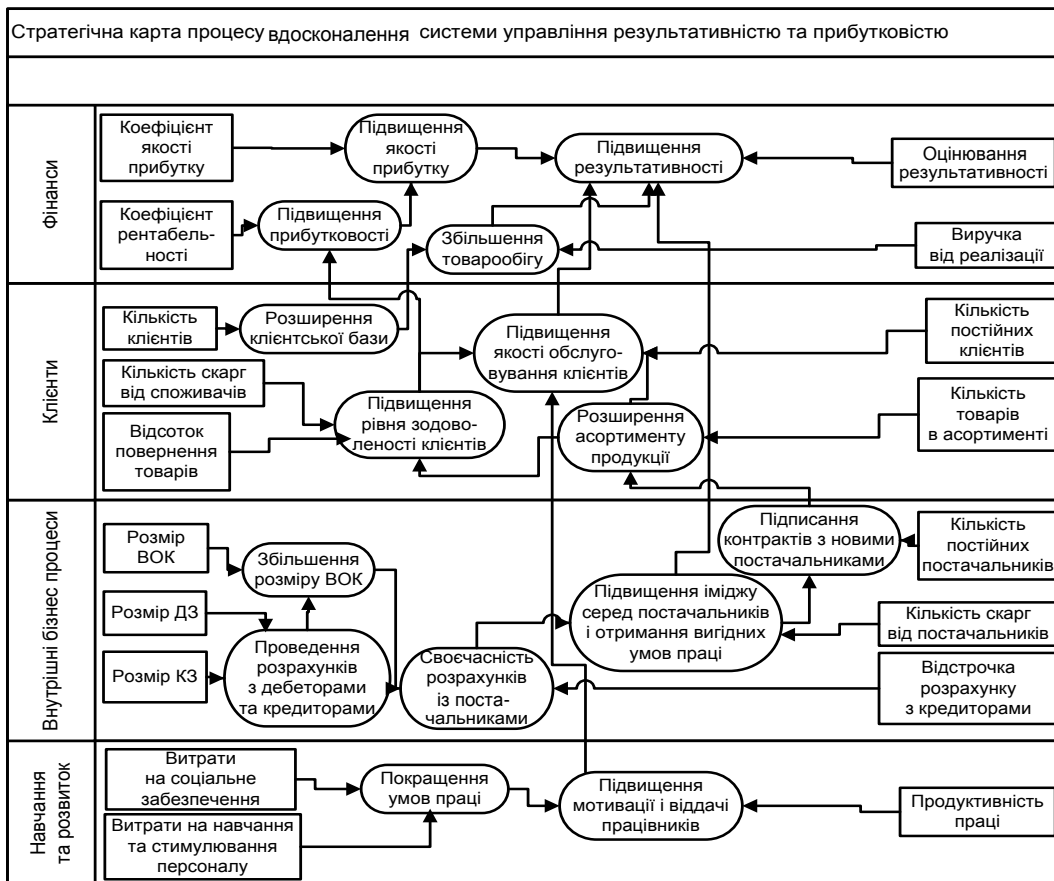 Стратегічна карта процесу вдосконалення системи управління результативністю та прибутковістю
Фінанси
Коефіцієнт
якості
прибутку
Підвищення
якості
прибутку
Підвищення
результативності
Оцінювання
результативності
Коефіцієнт
рентабель-
ності
Підвищення
прибутковості
Збільшення
товарообігу
Виручка
від реалізації
Клієнти
Кількість
клієнтів
Розширення
клієнтської бази
Підвищення
якості обслуго-
вування клієнтів
Кількість
постійних
клієнтів
Кількість скарг
від споживачів
Підвищення
рівня зодово-
леності клієнтів
Розширення
асортименту
продукції
Кількість
товарів
в асортименті
Відсоток
повернення
товарів
Внутрішні бізнес процеси
Розмір
ВОК
Збільшення
розміру ВОК
Підписання
контрактів з новими
постачальниками
Кількість
постійних
постачальників
Розмір ДЗ
Підвищення іміджу
серед постачальників
і отримання вигідних
умов праці
Кількість скарг
від постачальників
Розмір КЗ
Проведення
розрахунків
з дебеторами
та кредиторами
Своєчасність
розрахунків
із поста-
чальниками
Відстрочка
розрахунку
з кредиторами
Навчання
та розвиток
Витрати
на соціальне
забезпечення
Покращення
умов праці
Підвищення
мотивації і віддачі
працівників
Продуктивність
праці
Витрати на навчання
та стимулювання
персоналу